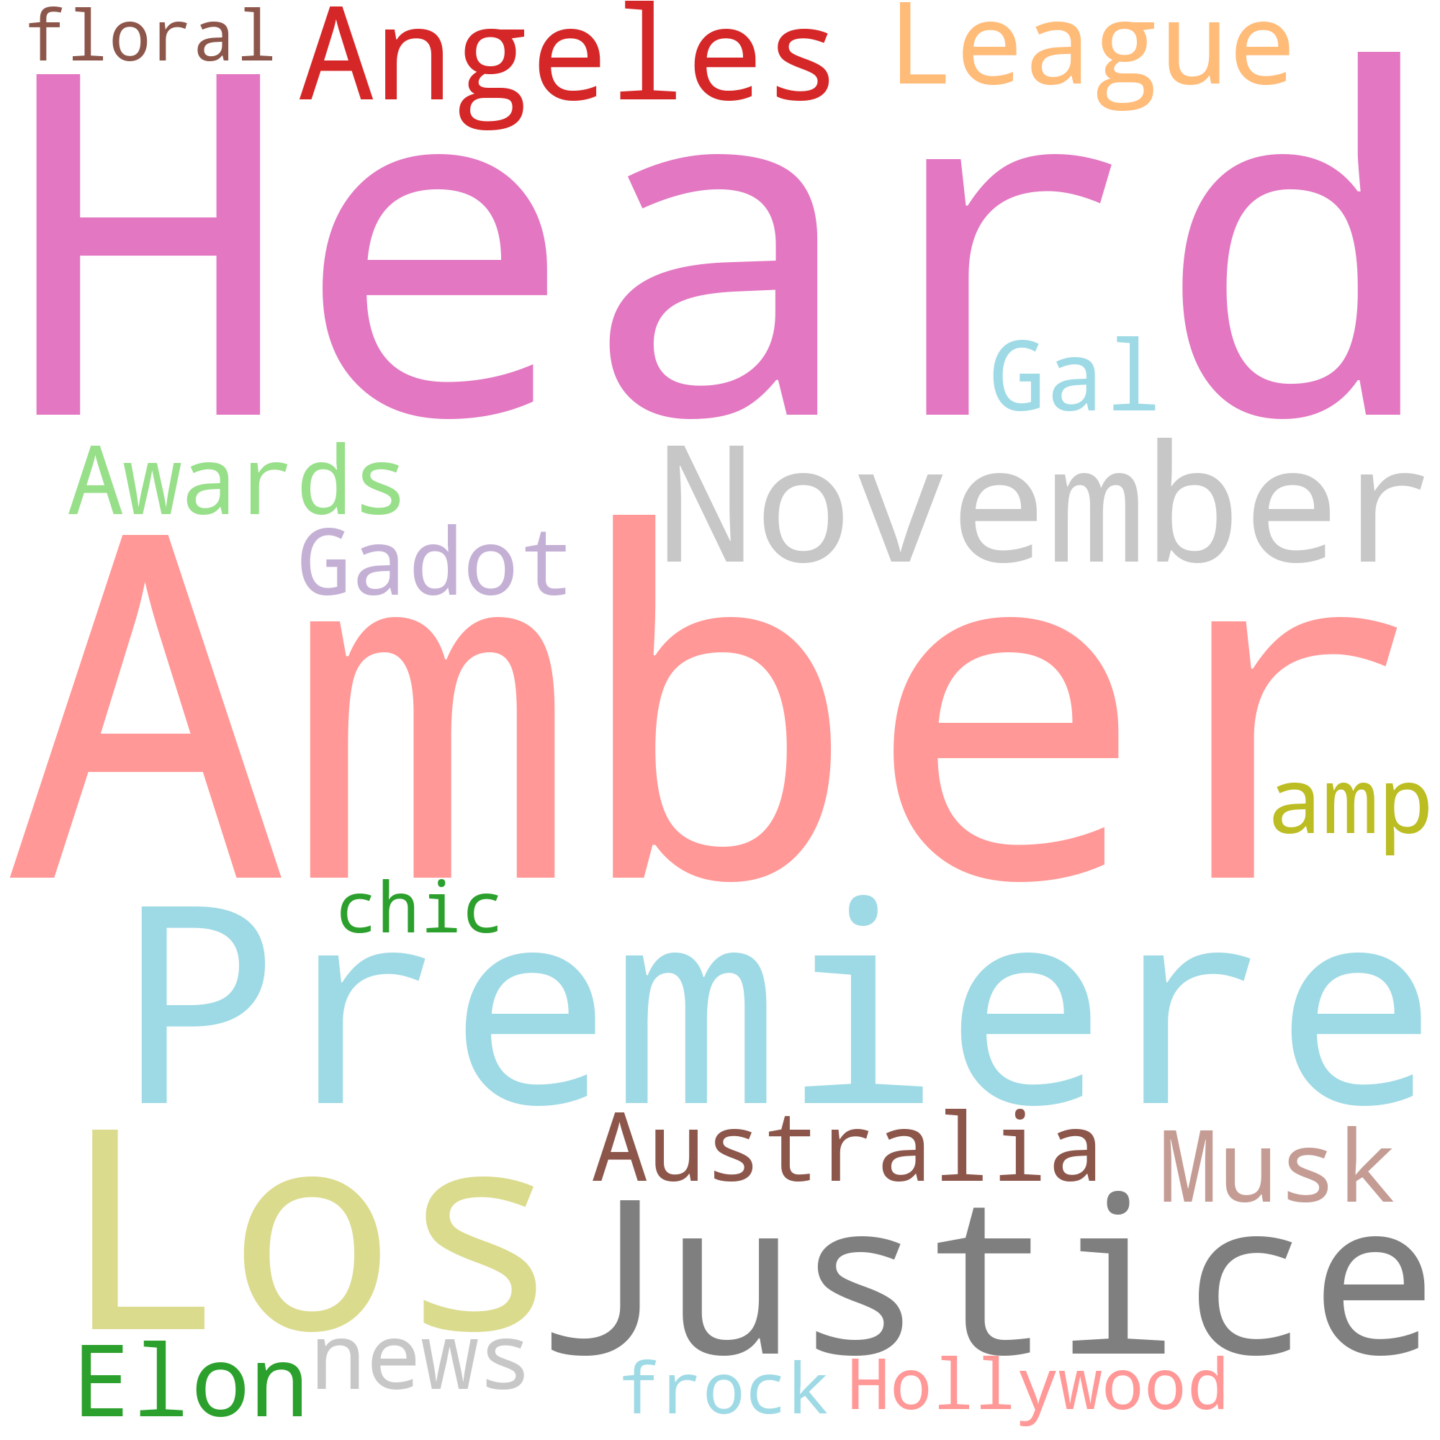 floral Angeles League
Heard
Gal
Awards November
Gadot
Amber
amp
chic
Premiere
Australia Musk
Los Justice
Elon news frock Hollywood